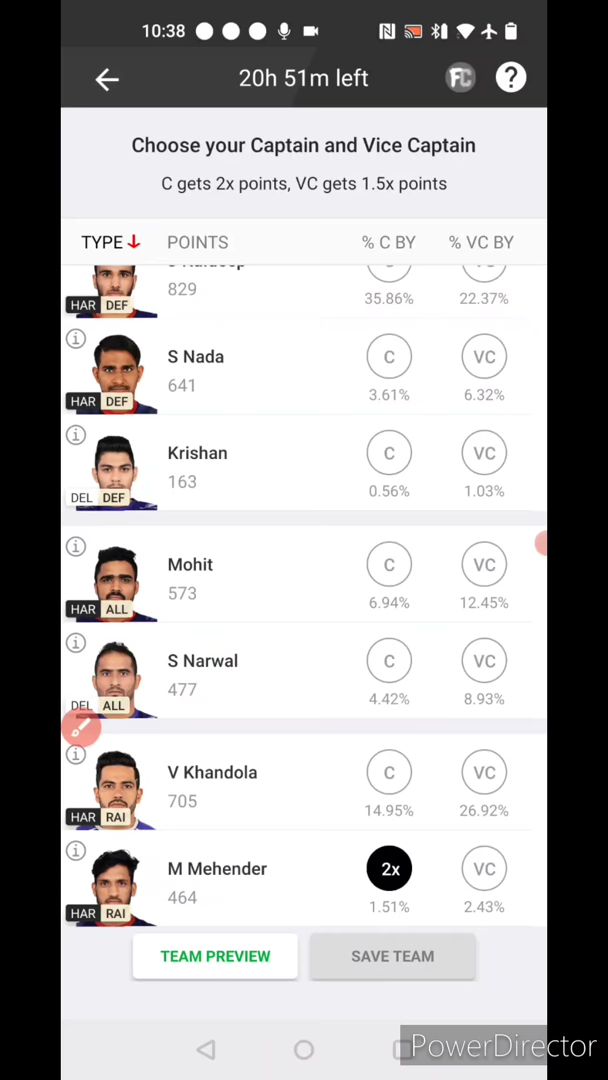 10:38
20h 51m left
FC ?
Choose your Captain and Vice Captain
C gets 2x points, VC gets 1.5x points
TYPE POINTS % C BY % VC BY
829
HAR DEF
35.86% 22.37%
S Nada
641
HAR DEF
C VC
3.61% 6.32%
Krishan
163
DEL DEF
C VC
0.56% 1.03%
Mohit
573
HAR ALL
C VC
6.94% 12.45%
S Narwal
477
DEL ALL
C VC
4.42% 8.93%
V Khandola
705
HAR RAI
C VC
14.95% 26.92%
M Mehender
464
HAR RAI
2x VC
1.51% 2.43%
TEAM PREVIEW SAVE TEAM
PowerDirector